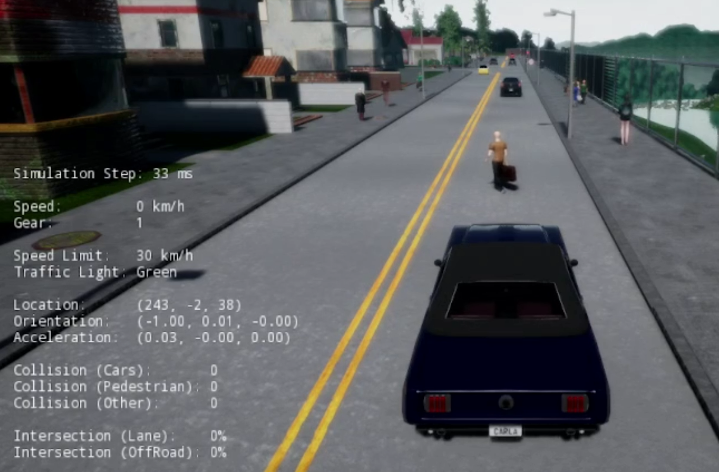 Simulation Step: 33 ms
Speed: 0 km/h
Gear: 1
Speed Limit: 30 km/h
Traffic Light: Green
Location: (243, -2, 38)
Orientation: (-1.00, 0.01, -0.00)
Acceleration: (0.03, -0.00, 0.00)
Collision (Cars): 0
Collision (Pedestrian): 0
Collision (Other): 0
Intersection (Lane): 0%
Intersection (OffRoad): 0%
CARLA